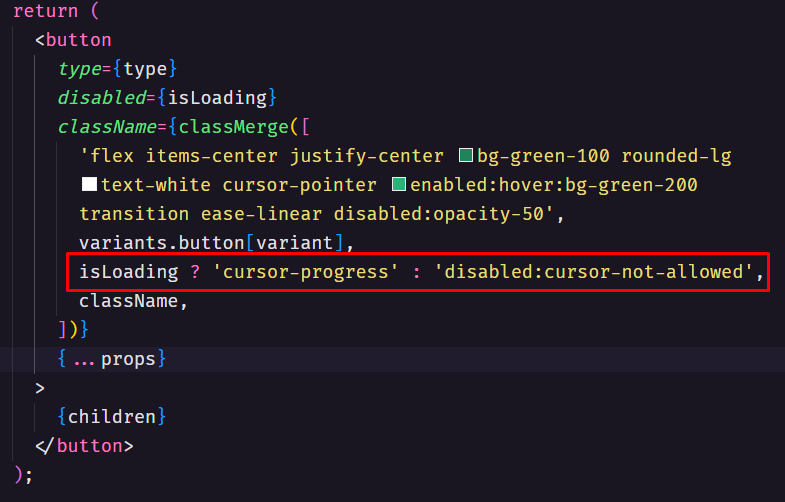 return (
<button
type={type}
disabled={isLoading}
className={classMerge([
'flex items-center justify-center bg-green-100 rounded-lg
text-white cursor-pointer enabled:hover:bg-green-200
transition ease-linear disabled:opacity-50',
variants.button[variant],
isLoading ? 'cursor-progress' : 'disabled:cursor-not-allowed',
className,
])}
{...props}
>
{children}
</button>
);